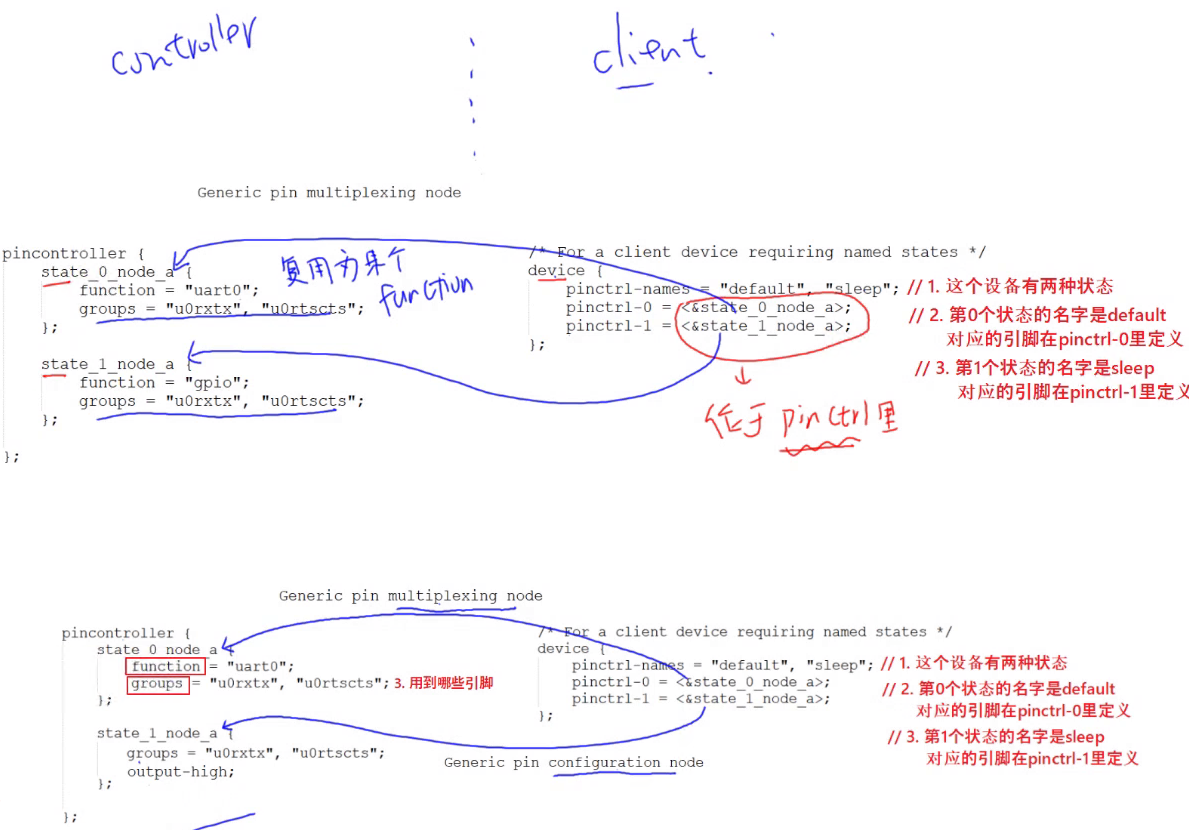 controller
client
Generic pin multiplexing node
pincontroller {
state_0_node_a {
function = "uart0";
groups = "u0rxtx", "u0rtscts";
};
state_1_node_a {
function = "gpio";
groups = "u0rxtx", "u0rtscts";
};
};
复用为某个
function
/* For a client device requiring named states */
device {
pinctrl-names = "default", "sleep"; // 1. 这个设备有两种状态
pinctrl-0 = <&state_0_node_a>; // 2. 第0个状态的名字是default
对应的引脚在pinctrl-0里定义
pinctrl-1 = <&state_1_node_a>;
};
// 3. 第1个状态的名字是sleep
对应的引脚在pinctrl-1里定义
位于 pinctrl里
Generic pin multiplexing node
pincontroller {
state_0_node_a {
function = "uart0";
groups = "u0rxtx", "u0rtscts"; 3. 用到哪些引脚
};
state_1_node_a {
groups = "u0rxtx", "u0rtscts";
output-high;
};
};
/* For a client device requiring named states */
device {
pinctrl-names = "default", "sleep"; // 1. 这个设备有两种状态
pinctrl-0 = <&state_0_node_a>; // 2. 第0个状态的名字是default
pinctrl-1 = <&state_1_node_a>;
对应的引脚在pinctrl-0里定义
};
// 3. 第1个状态的名字是sleep
对应的引脚在pinctrl-1里定义
Generic pin configuration node